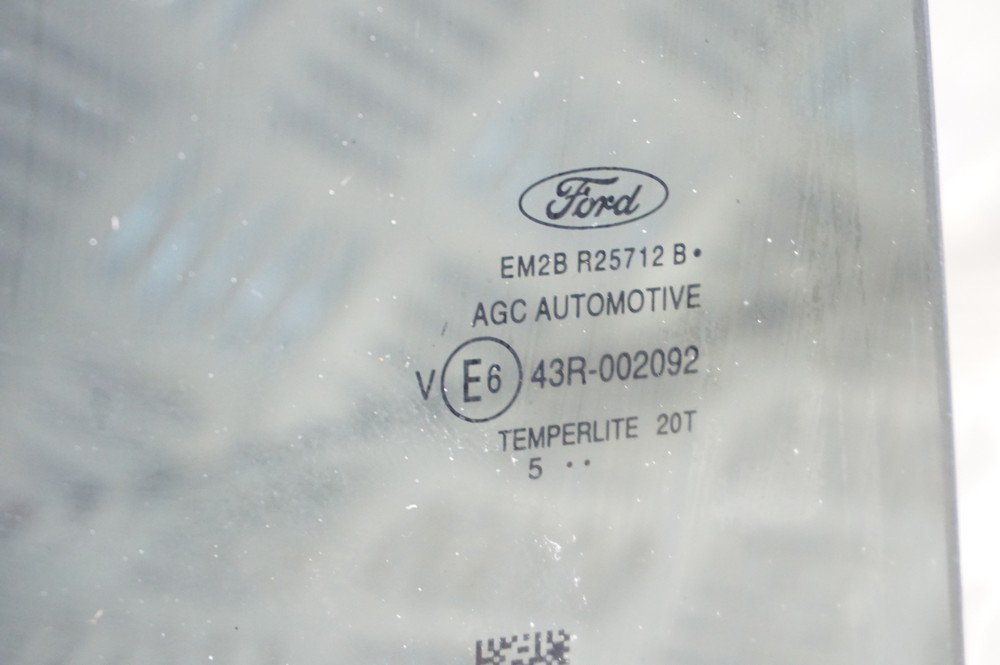 Ford
EM2B R25712 B•
AGC AUTOMOTIVE
V E6 43R-002092
TEMPERLITE 20T
5 ••